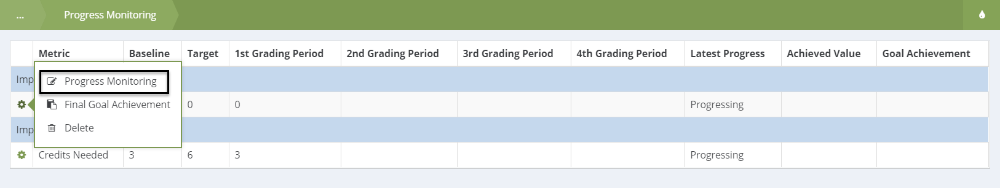 ... Progress Monitoring
Metric Baseline Target 1st Grading Period 2nd Grading Period 3rd Grading Period 4th Grading Period Latest Progress Achieved Value Goal Achievement
Imp
Progress Monitoring
Final Goal Achievement
0 0 Progressing
Delete
Imp
Credits Needed 3 6 3 Progressing